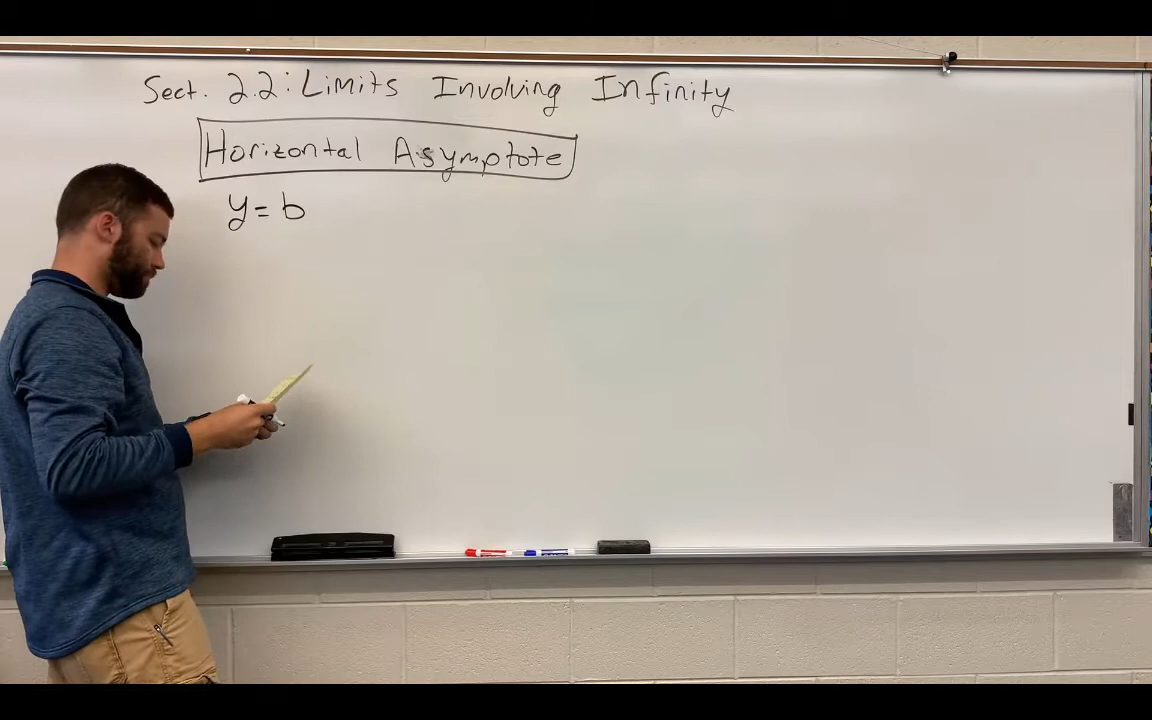 Sect. 2.2: Limits Involving Infinity
Horizontal Asymptote
y = b